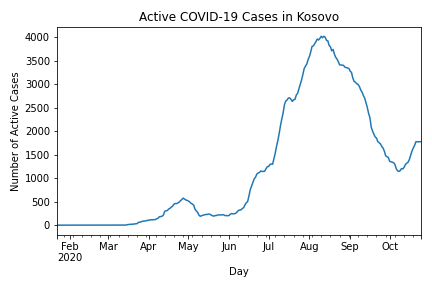 Active COVID-19 Cases in Kosovo
Number of Active Cases
4000
3500
3000
2500
2000
1500
1000
500
0
Feb Mar Apr May Jun Jul Aug Sep Oct
2020
Day